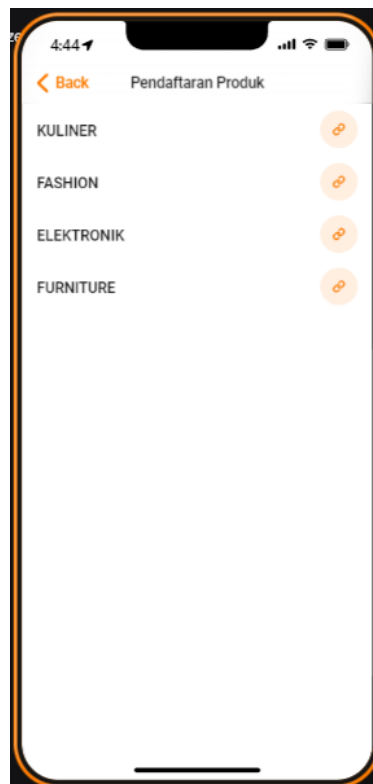 4:44
Back Pendaftaran Produk
KULINER
FASHION
ELEKTRONIK
FURNITURE